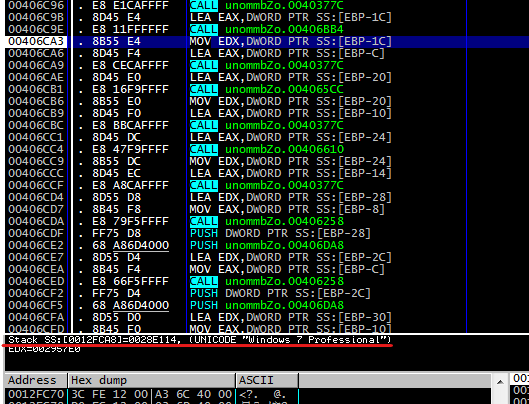 00406C96 . E8 E1CAFFFF CALL unommbZo.0040377C
00406C9B . 8D45 E4 LEA EAX,DWORD PTR SS:[EBP-1C]
00406C9E . E8 11FFFFFF CALL unommbZo.00406BB4
00406CA3 . 8B55 E4 MOV EDX,DWORD PTR SS:[EBP-1C]
00406CA6 . 8D45 F4 LEA EAX,DWORD PTR SS:[EBP-C]
00406CA9 . E8 CECAFFFF CALL unommbZo.0040377C
00406CAE . 8D45 E0 LEA EAX,DWORD PTR SS:[EBP-20]
00406CB1 . E8 16F9FFFF CALL unommbZo.004065CC
00406CB6 . 8B55 E0 MOV EDX,DWORD PTR SS:[EBP-20]
00406CB9 . 8D45 F0 LEA EAX,DWORD PTR SS:[EBP-10]
00406CBC . E8 BBCAFFFF CALL unommbZo.0040377C
00406CC1 . 8D45 DC LEA EAX,DWORD PTR SS:[EBP-24]
00406CC4 . E8 47F9FFFF CALL unommbZo.00406610
00406CC9 . 8B55 DC MOV EDX,DWORD PTR SS:[EBP-24]
00406CCC . 8D45 EC LEA EAX,DWORD PTR SS:[EBP-14]
00406CCF . E8 A8CAFFFF CALL unommbZo.0040377C
00406CD4 . 8D55 D8 LEA EDX,DWORD PTR SS:[EBP-28]
00406CD7 . 8B45 F8 MOV EAX,DWORD PTR SS:[EBP-8]
00406CDA . E8 79F5FFFF CALL unommbZo.00406258
00406CDF . FF75 D8 PUSH DWORD PTR SS:[EBP-28]
00406CE2 . 68 A86D4000 PUSH unommbZo.00406DA8
00406CE7 . 8D55 D4 LEA EDX,DWORD PTR SS:[EBP-2C]
00406CEA . 8B45 F4 MOV EAX,DWORD PTR SS:[EBP-C]
00406CED . E8 66F5FFFF CALL unommbZo.00406258
00406CF2 . FF75 D4 PUSH DWORD PTR SS:[EBP-2C]
00406CF5 . 68 A86D4000 PUSH unommbZo.00406DA8
00406CFA . 8D55 D0 LEA EDX,DWORD PTR SS:[EBP-30]
00406CFD . 8B45 F0 MOV EAX,DWORD PTR SS:[EBP-10]
Stack SS:[0012FCA8]=0028E114, (UNICODE "Windows 7 Professional")
EDX=002957E0
Address Hex dump ASCII
0012FC70 3C FE 12 00 A3 6C 40 00 <?. @.